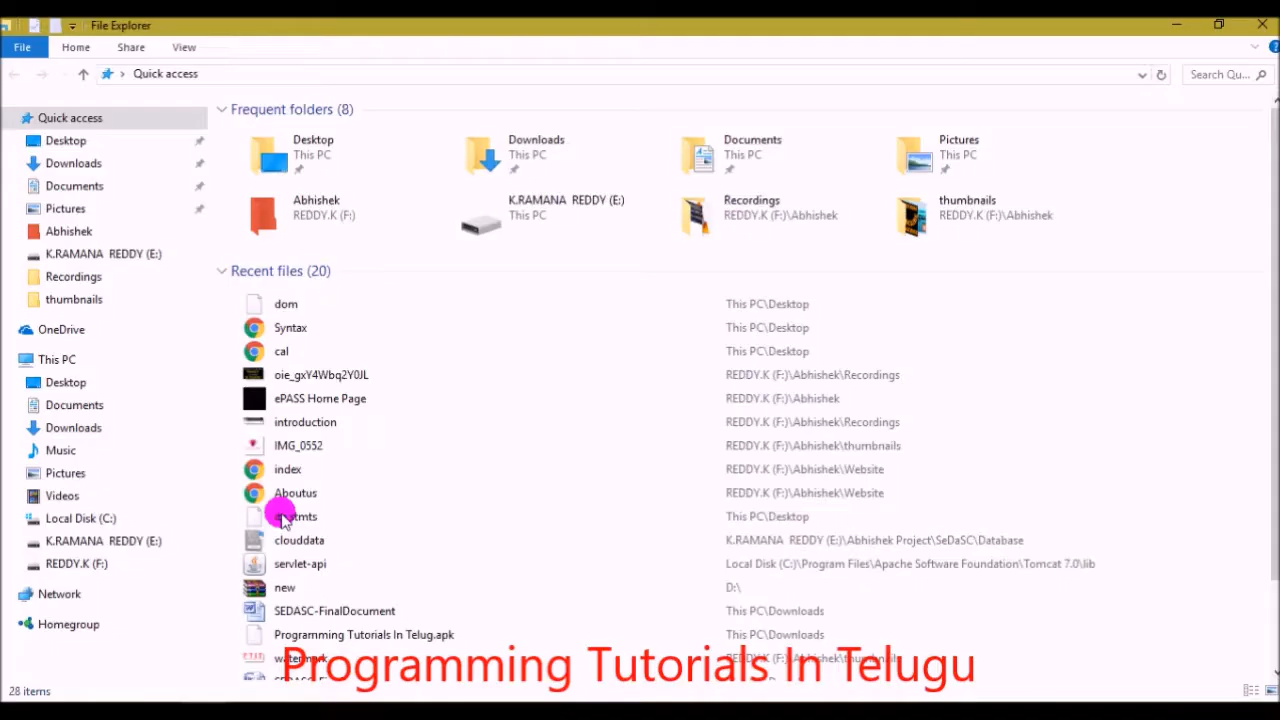 File Explorer
File Home Share View
Quick access
Search Qu...
Quick access
Desktop
Downloads
Documents
Pictures
Abhishek
K.RAMANA REDDY (E:)
Recordings
thumbnails
OneDrive
This PC
Desktop
Documents
Downloads
Music
Pictures
Videos
Local Disk (C:)
K.RAMANA REDDY (E:)
REDDY.K (F:)
Network
Homegroup
Frequent folders (8)
Desktop
This PC
Downloads
This PC
Documents
This PC
Pictures
This PC
Abhishek
REDDY.K (F:)
K.RAMANA REDDY (E:)
This PC
Recordings
REDDY.K (F:)\Abhishek
thumbnails
REDDY.K (F:)\Abhishek
Recent files (20)
dom This PC\Desktop
Syntax This PC\Desktop
cal This PC\Desktop
oie_gxY4Wbq2Y0JL REDDY.K (F:)\Abhishek\Recordings
ePASS Home Page REDDY.K (F:)\Abhishek
introduction REDDY.K (F:)\Abhishek\Recordings
IMG_0552 REDDY.K (F:)\Abhishek\thumbnails
index REDDY.K (F:)\Abhishek\Website
Aboutus REDDY.K (F:)\Abhishek\Website
This PC\Desktop
clouddata K.RAMANA REDDY (E:)\Abhishek Project\SeDaSC\Database
servlet-api Local Disk (C:)\Program Files\Apache Software Foundation\Tomcat 7.0\lib
new D:\
SEDASC-FinalDocument This PC\Downloads
Programming Tutorials In Telug.apk This PC\Downloads
watermark REDDY.K (F:)\Abhishek\thumbnails
Programming Tutorials In Telugu
28 items